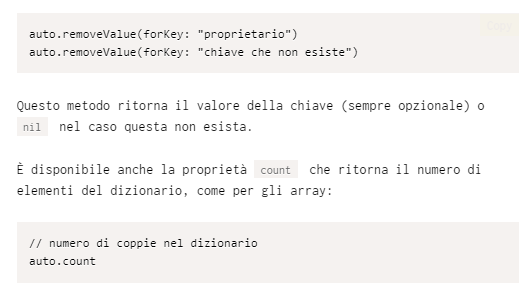 Copy
auto.removeValue(forKey: "proprietario")
auto.removeValue(forKey: "chiave che non esiste")
Questo metodo ritorna il valore della chiave (sempre opzionale) o
nil nel caso questa non esista.
È disponibile anche la proprietà count che ritorna il numero di
elementi del dizionario, come per gli array:
// numero di coppie nel dizionario
auto.count